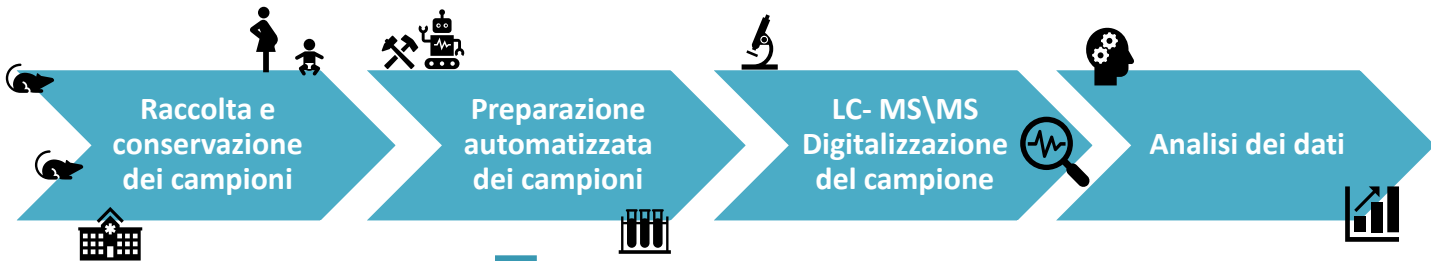 Raccolta e
conservazione
dei campioni
Preparazione
automatizzata
dei campioni
LC- MS\MS
Digitalizzazione
del campione
Analisi dei dati